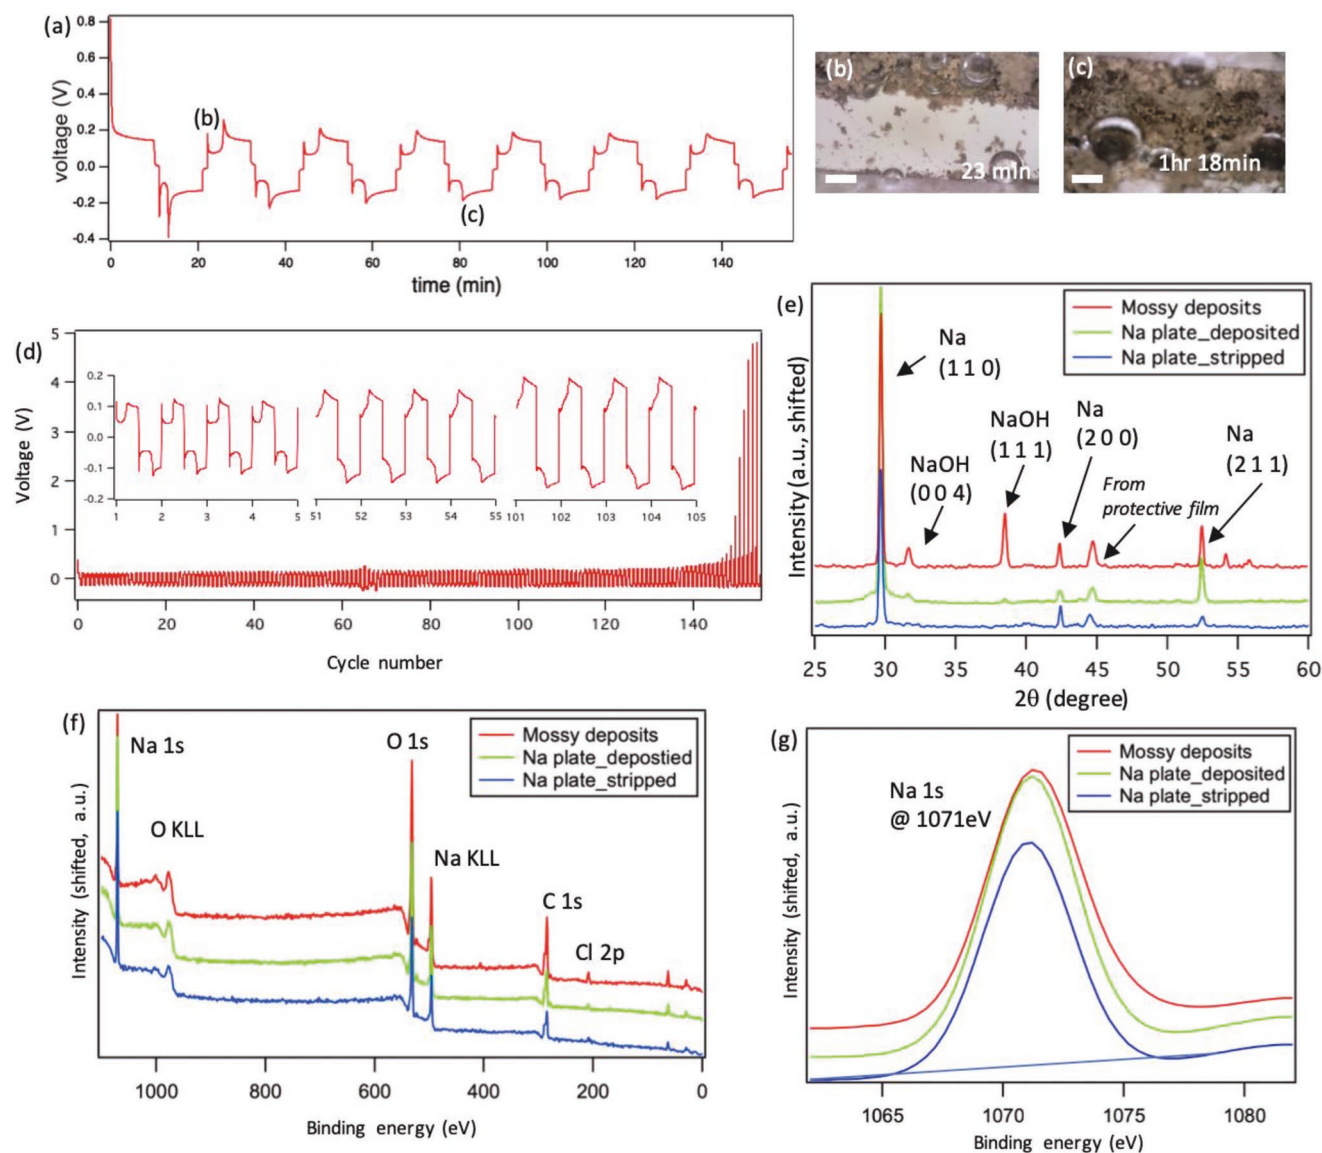 (a)
voltage (V)
0.8
0.6
0.4
0.2
0.0
-0.2
-0.4
(b)
(c)
0 20 40 60 80 100 120 140
time (min)
(b)
23 min
(c)
1hr 18min
(d)
Voltage (V)
5
4
3
2
1
0
0.2
0.1
0.0
-0.1
-0.2
1 2 3 4 5
51 52 53 54 55
101 102 103 104 105
0 20 40 60 80 100 120 140
Cycle number
(e)
Intensity (a.u., shifted)
Mossy deposits
Na plate_deposited
Na plate_stripped
Na
(1 1 0)
NaOH
(0 0 4)
NaOH
(1 1 1)
Na
(2 0 0)
From
protective film
Na
(2 1 1)
25 30 35 40 45 50 55 60
2θ (degree)
(f)
Intensity (shifted, a.u.)
Mossy deposits
Na plate_depostied
Na plate_stripped
Na 1s
O KLL
O 1s
Na KLL
C 1s
Cl 2p
1000 800 600 400 200 0
Binding energy (eV)
(g)
Intensity (shifted, a.u.)
Mossy deposits
Na plate_deposited
Na plate_stripped
Na 1s
@ 1071eV
1065 1070 1075 1080
Binding energy (eV)